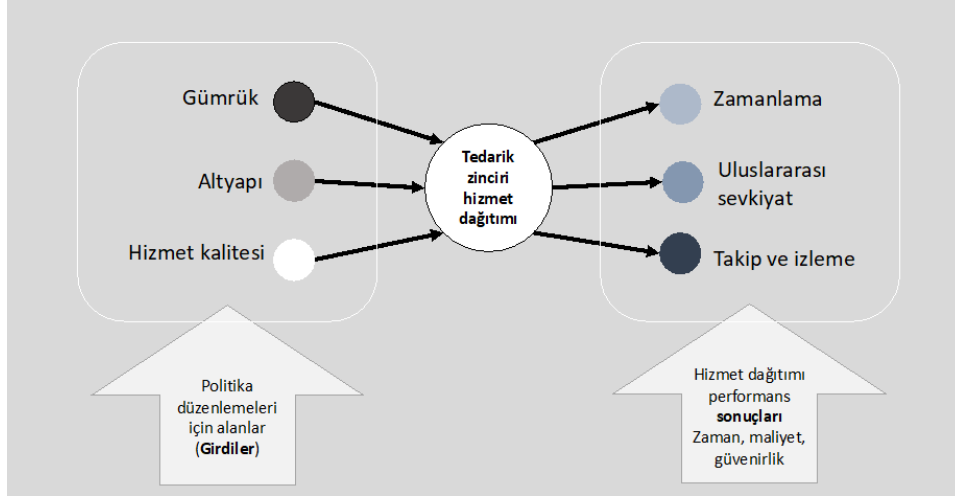 Gümrük
Altyapı
Hizmet kalitesi
Tedarik
zinciri
hizmet
dağıtımı
Zamanlama
Uluslararası
sevkiyat
Takip ve izleme
Politika
düzenlemeleri
için alanlar
(Girdiler)
Hizmet dağıtımı
performans
sonuçları
Zaman, maliyet,
güvenirlik